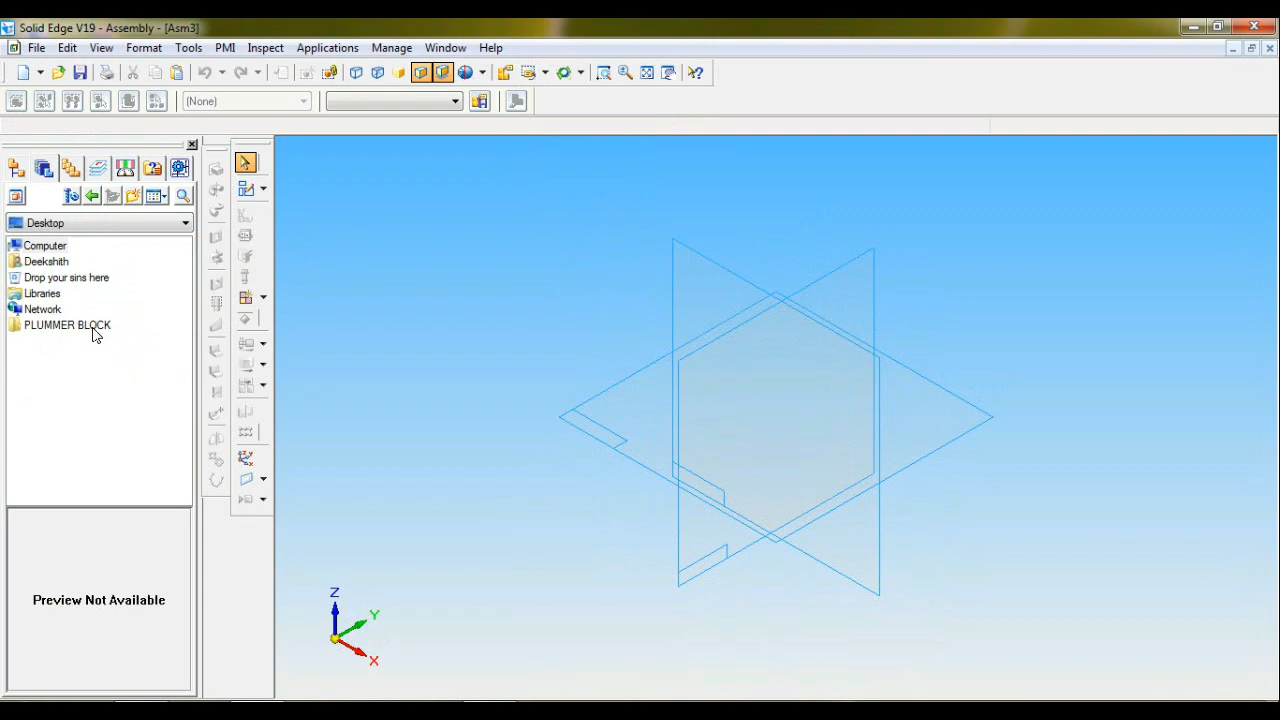 Solid Edge V19 - Assembly - [Asm3]
File Edit View Format Tools PMI Inspect Applications Manage Window Help
(None)
Desktop
Computer
Deekshith
Drop your sins here
Libraries
Network
PLUMMER BLOCK
Preview Not Available
Z
Y
X